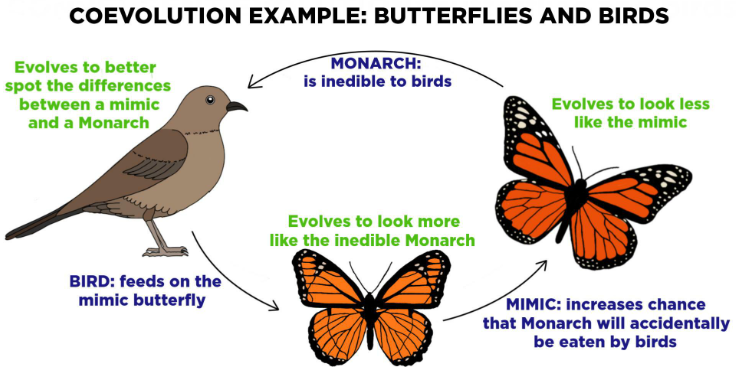 COEVOLUTION EXAMPLE: BUTTERFLIES AND BIRDS
Evolves to better
spot the differences
between a mimic
and a Monarch
MONARCH:
is inedible to birds
Evolves to look less
like the mimic
Evolves to look more
like the inedible Monarch
BIRD: feeds on the
mimic butterfly
MIMIC: increases chance
that Monarch will accidentally
be eaten by birds